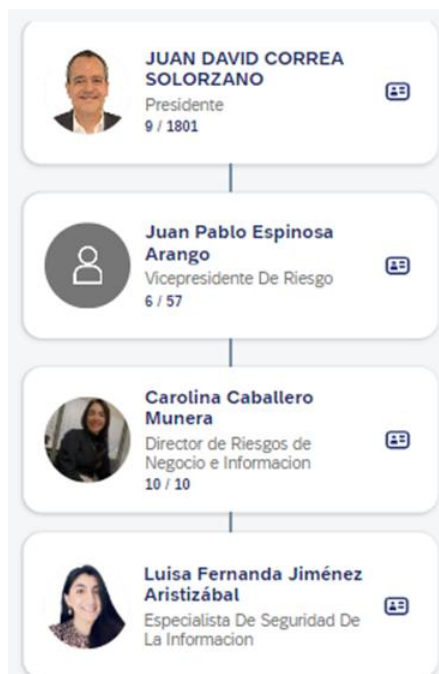 JUAN DAVID CORREA
SOLORZANO
Presidente
9 / 1801
Juan Pablo Espinosa
Arango
Vicepresidente De Riesgo
6 / 57
Carolina Caballero
Munera
Director de Riesgos de
Negocio e Informacion
10 / 10
Luisa Fernanda Jiménez
Aristizábal
Especialista De Seguridad De
La Informacion